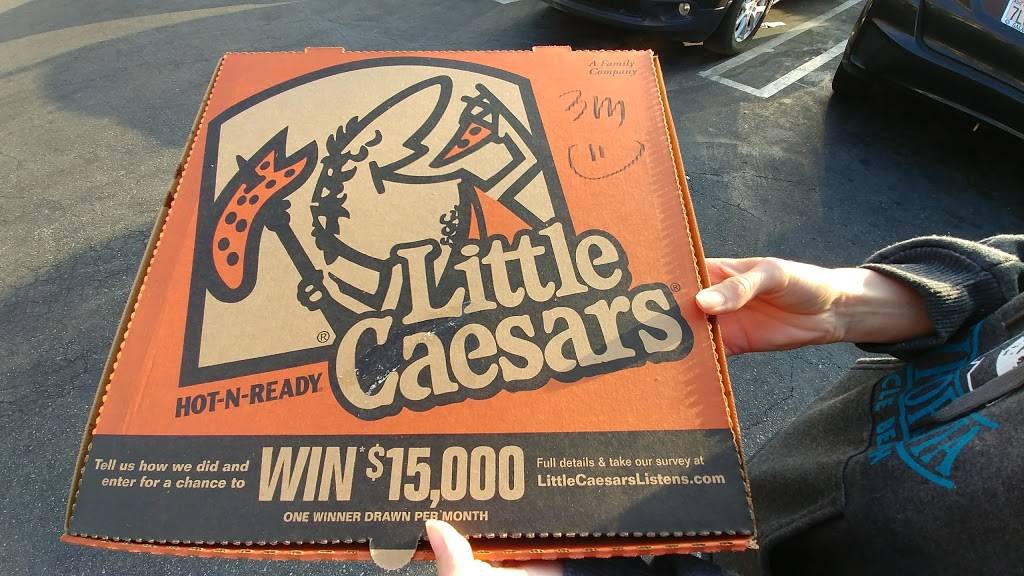 A Family
Company
3m
Little
Caesars®
®
HOT-N-READY
Tell us how we did and
enter for a chance to
WIN* $15,000
Full details & take our survey at
LittleCaesarsListens.com
ONE WINNER DRAWN PER MONTH